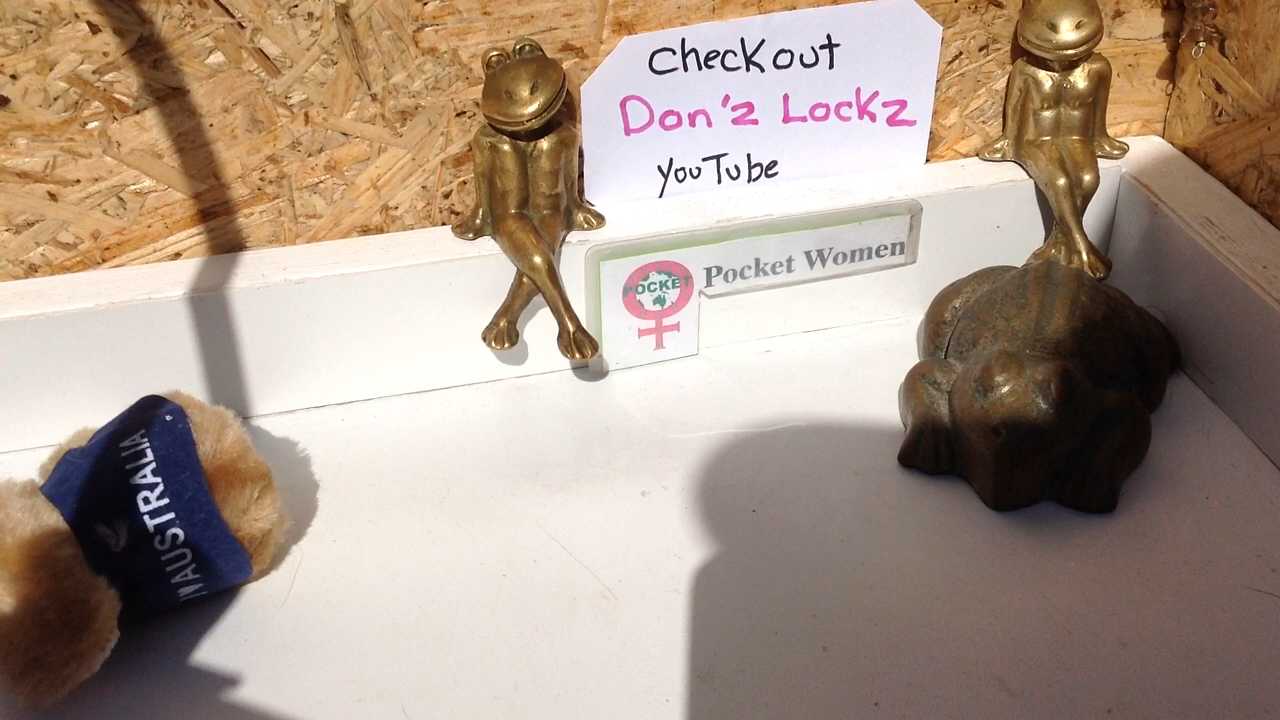 Checkout
Don'z Lockz
YouTube
POCKET
Pocket Women
AUSTRALIA